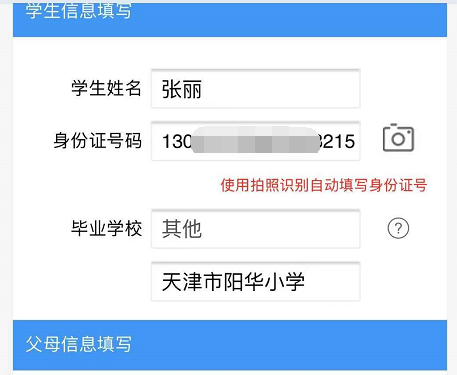 学生信息填写
学生姓名 张丽
身份证号码 130 3215
使用拍照识别自动填写身份证号
毕业学校 其他 ?
天津市阳华小学
父母信息填写